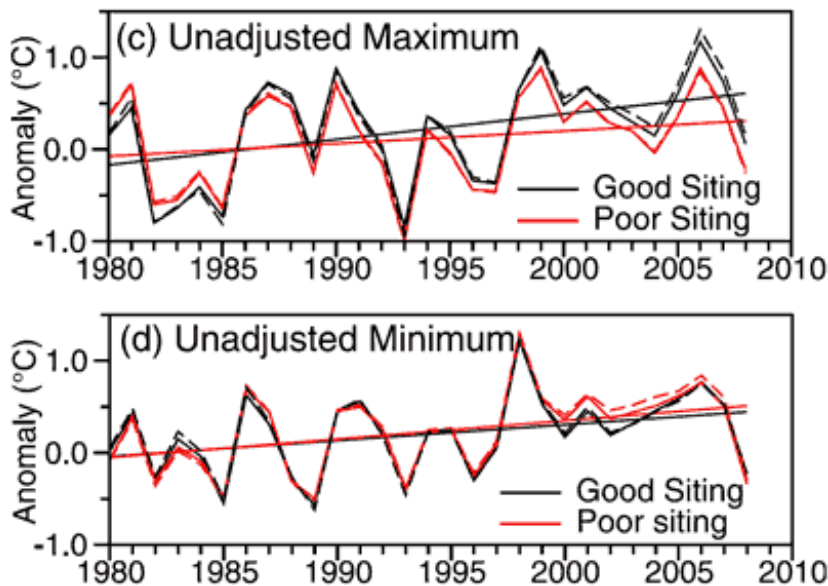 (c) Unadjusted Maximum
Anomaly (°C)
1.0
0.0
-1.0
Good Siting
Poor Siting
1980 1985 1990 1995 2000 2005 2010
(d) Unadjusted Minimum
Anomaly (°C)
1.0
0.0
-1.0
Good Siting
Poor siting
1980 1985 1990 1995 2000 2005 2010